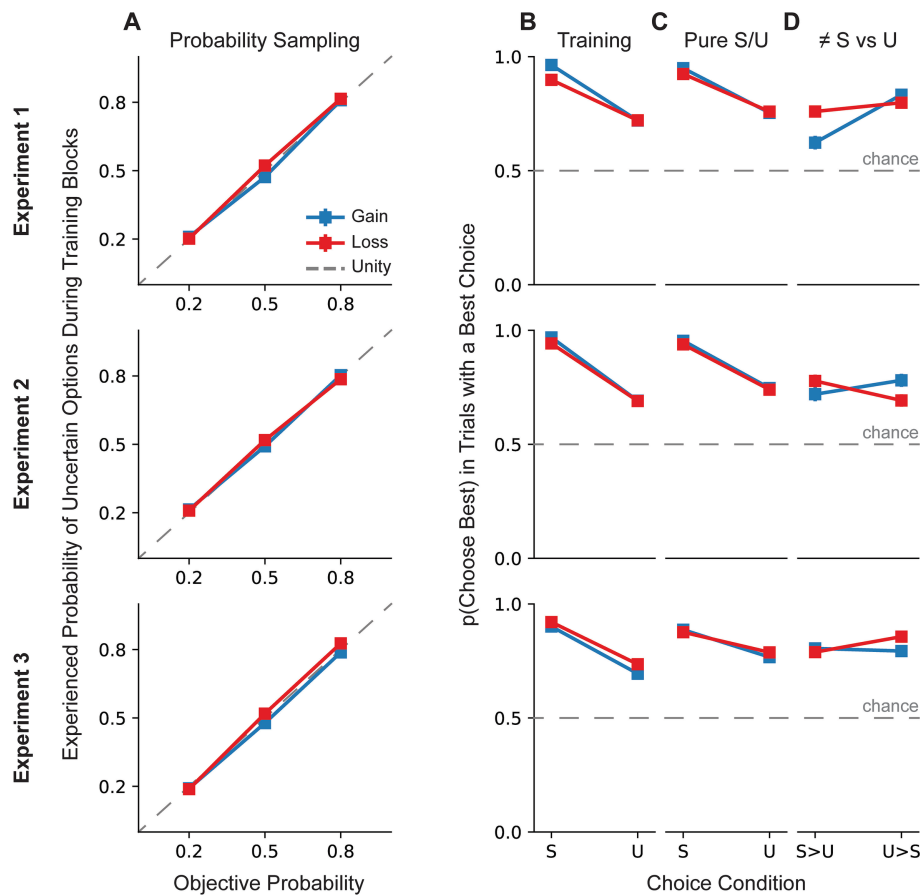 A
B
C
D
Probability Sampling
Training
Pure S/U
≠ S vs U
Experiment 1
Experiment 2
Experiment 3
Experienced Probability of Uncertain Options During Training Blocks
0.8
0.5
0.2
Gain
Loss
Unity
0.2
0.5
0.8
0.8
0.5
0.2
0.2
0.5
0.8
0.8
0.5
0.2
0.2
0.5
0.8
Objective Probability
p(Choose Best) in Trials with a Best Choice
1.0
0.5
0.0
chance
1.0
0.5
0.0
chance
1.0
0.5
0.0
chance
S
U
S
U
S>U
U>S
Choice Condition